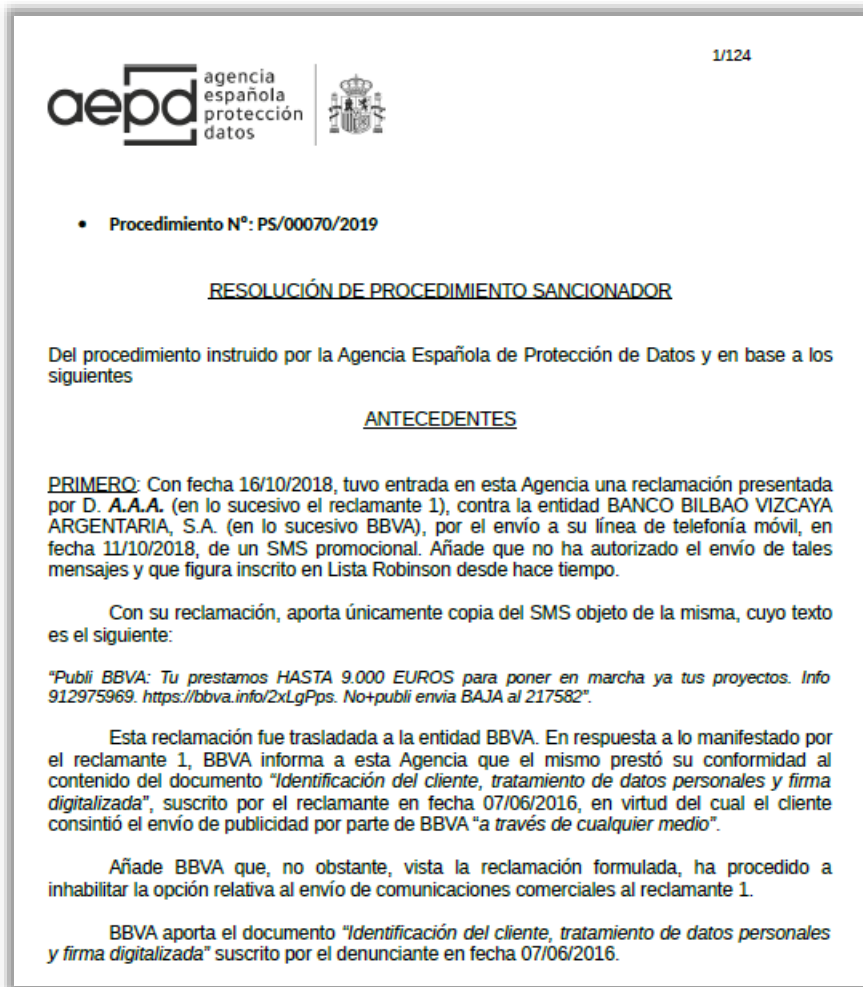 1/124
aepd
agencia
española
protección
datos
• Procedimiento Nº: PS/00070/2019
RESOLUCIÓN DE PROCEDIMIENTO SANCIONADOR
Del procedimiento instruido por la Agencia Española de Protección de Datos y en base a los
siguientes
ANTECEDENTES
PRIMERO: Con fecha 16/10/2018, tuvo entrada en esta Agencia una reclamación presentada
por D. A.A.A. (en lo sucesivo el reclamante 1), contra la entidad BANCO BILBAO VIZCAYA
ARGENTARIA, S.A. (en lo sucesivo BBVA), por el envío a su línea de telefonía móvil, en
fecha 11/10/2018, de un SMS promocional. Añade que no ha autorizado el envío de tales
mensajes y que figura inscrito en Lista Robinson desde hace tiempo.
Con su reclamación, aporta únicamente copia del SMS objeto de la misma, cuyo texto
es el siguiente:
“Publi BBVA: Tu prestamos HASTA 9.000 EUROS para poner en marcha ya tus proyectos. Info
912975969. https://bbva.info/2xLgPps. No+publi envia BAJA al 217582”.
Esta reclamación fue trasladada a la entidad BBVA. En respuesta a lo manifestado por
el reclamante 1, BBVA informa a esta Agencia que el mismo prestó su conformidad al
contenido del documento “Identificación del cliente, tratamiento de datos personales y firma
digitalizada”, suscrito por el reclamante en fecha 07/06/2016, en virtud del cual el cliente
consintió el envío de publicidad por parte de BBVA “a través de cualquier medio”.
Añade BBVA que, no obstante, vista la reclamación formulada, ha procedido a
inhabilitar la opción relativa al envío de comunicaciones comerciales al reclamante 1.
BBVA aporta el documento “Identificación del cliente, tratamiento de datos personales
y firma digitalizada” suscrito por el denunciante en fecha 07/06/2016.